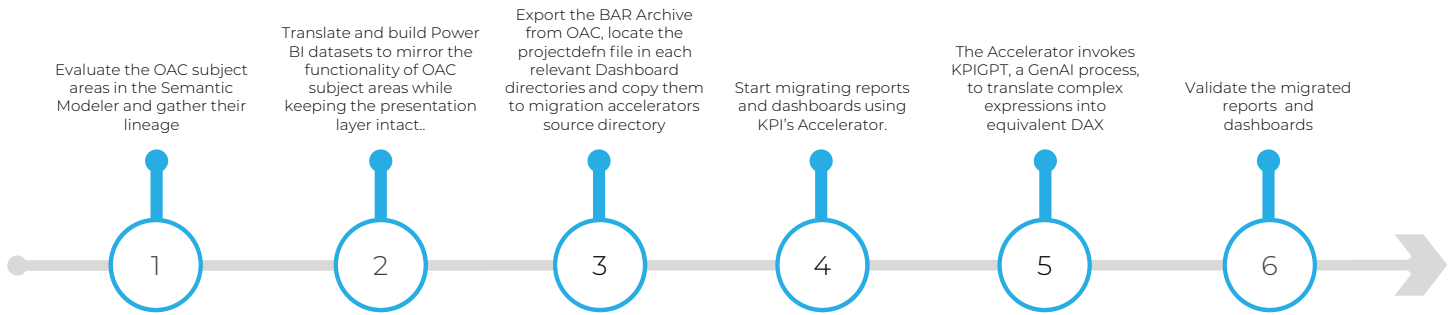 Evaluate the OAC subject
areas in the Semantic
Modeler and gather their
lineage
Translate and build Power
BI datasets to mirror the
functionality of OAC
subject areas while
keeping the presentation
layer intact..
Export the BAR Archive
from OAC, locate the
projectdefn file in each
relevant Dashboard
directories and copy them
to migration accelerators
source directory
Start migrating reports
and dashboards using
KPI's Accelerator.
The Accelerator invokes
KPIGPT, a GenAI process,
to translate complex
expressions into
equivalent DAX
Validate the migrated
reports and
dashboards
1
2
3
4
5
6